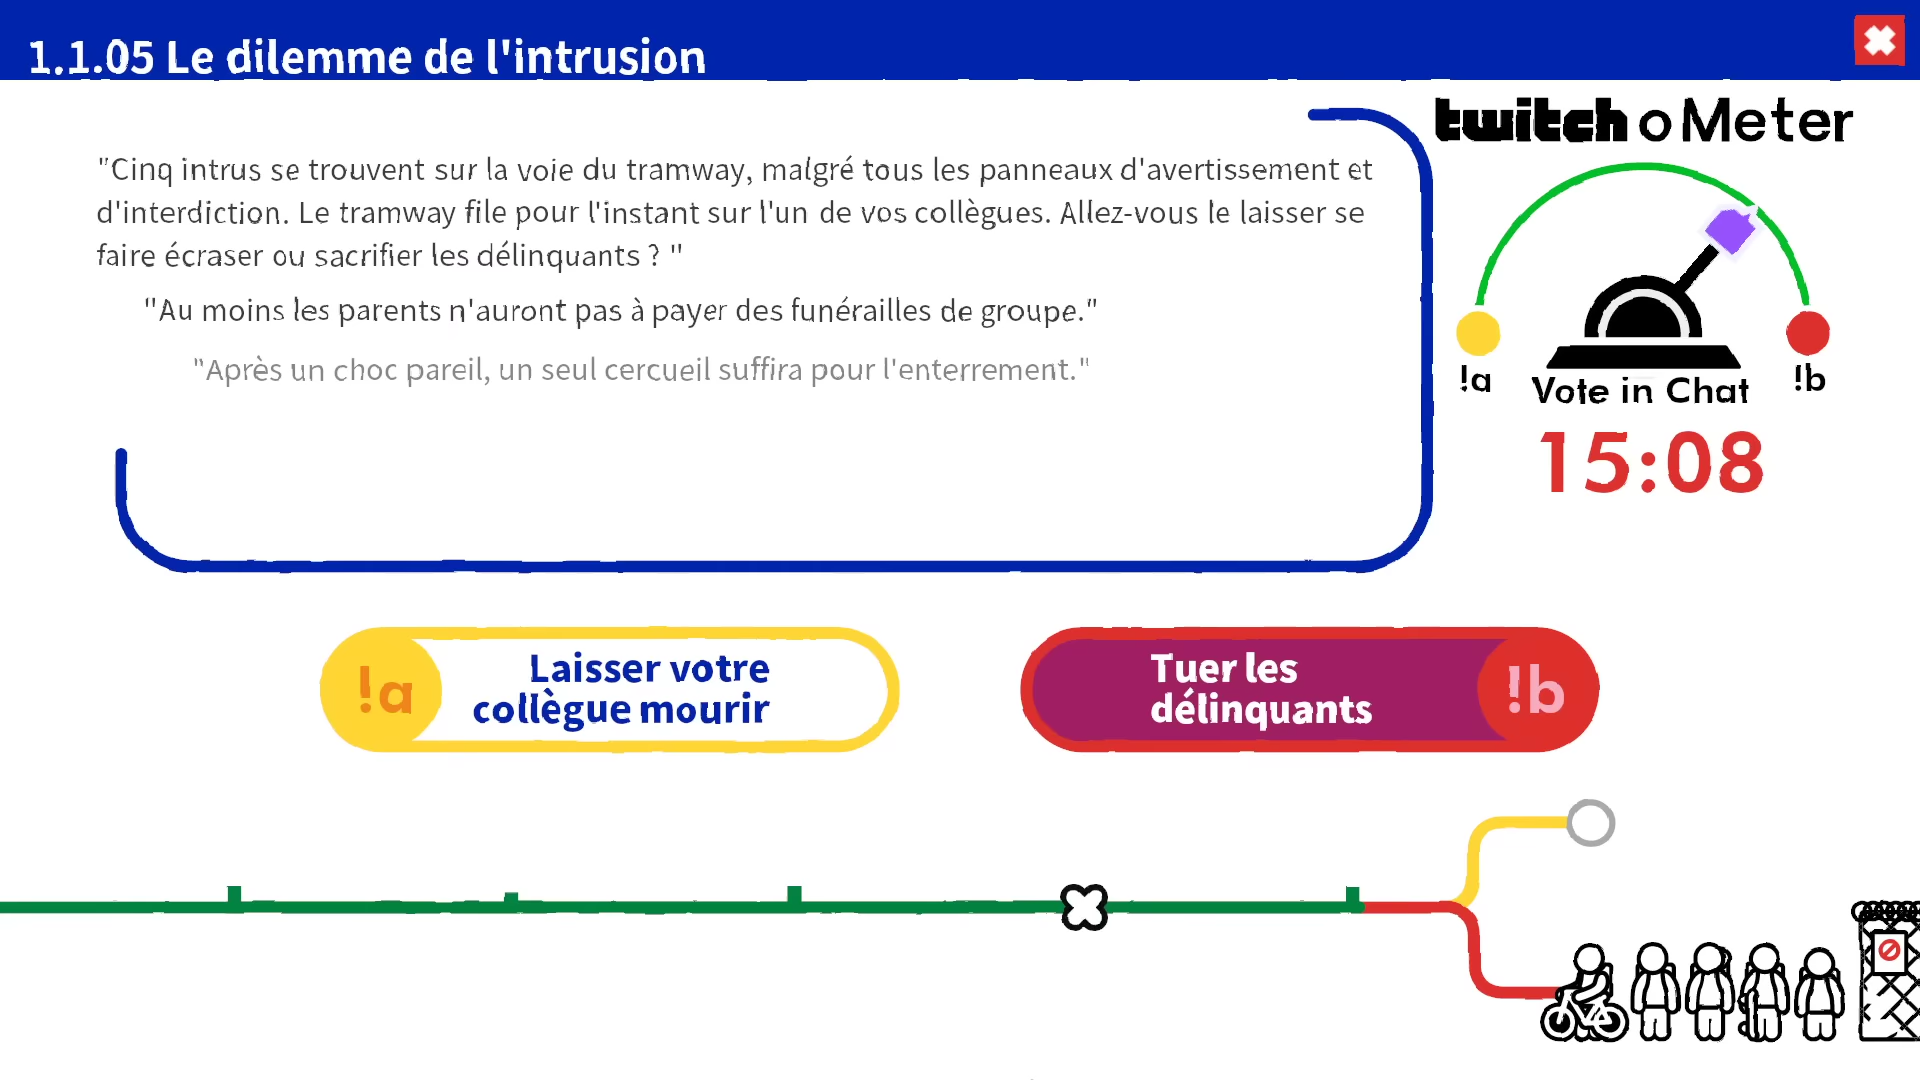 1.1.05 Le dilemme de l'intrusion
twitch o Meter
"Cinq intrus se trouvent sur la voie du tramway, malgré tous les panneaux d'avertissement et
d'interdiction. Le tramway file pour l'instant sur l'un de vos collègues. Allez-vous le laisser se
faire écraser ou sacrifier les délinquants ? "
"Au moins les parents n'auront pas à payer des funérailles de groupe."
"Après un choc pareil, un seul cercueil suffira pour l'enterrement."
!a
Vote in Chat
!b
15:08
!a
Laisser votre
collègue mourir
Tuer les
délinquants
!b